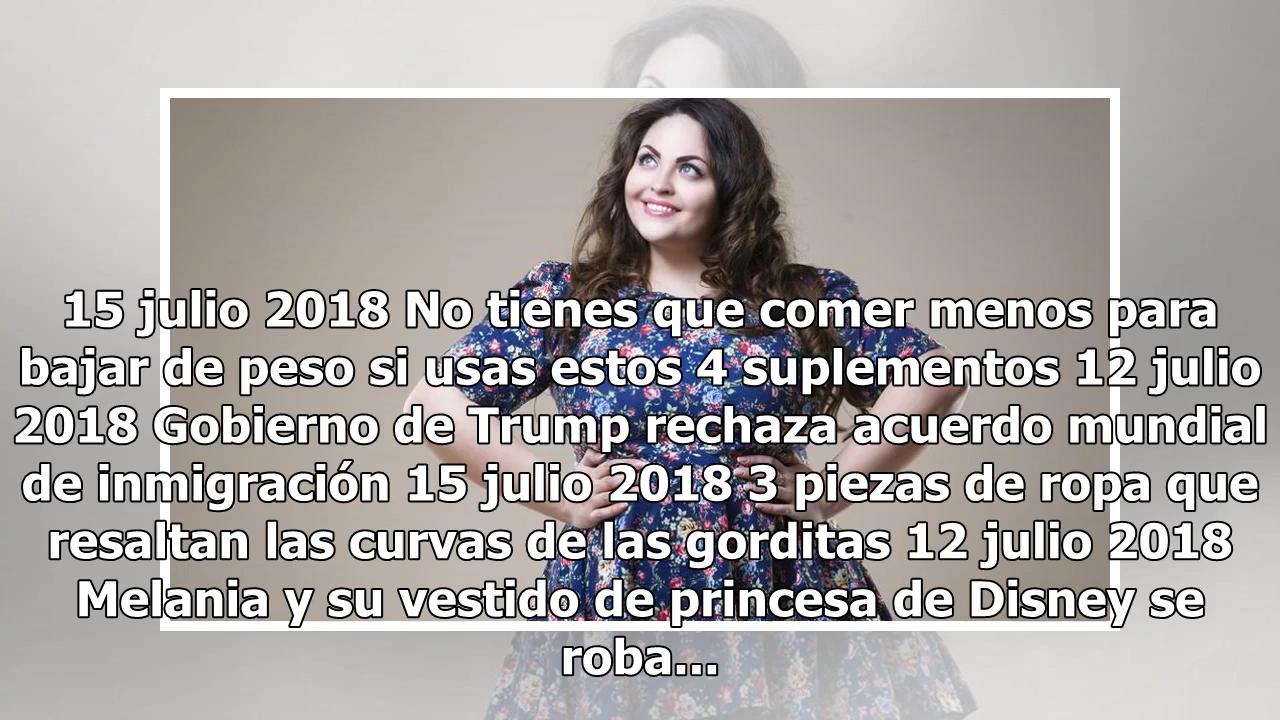 15 julio 2018 No tienes que comer menos para
bajar de peso si usas estos 4 suplementos 12 julio
2018 Gobierno de Trump rechaza acuerdo mundial
de inmigración 15 julio 2018 3 piezas de ropa que
resaltan las curvas de las gorditas 12 julio 2018
Melania y su vestido de princesa de Disney se
roba...